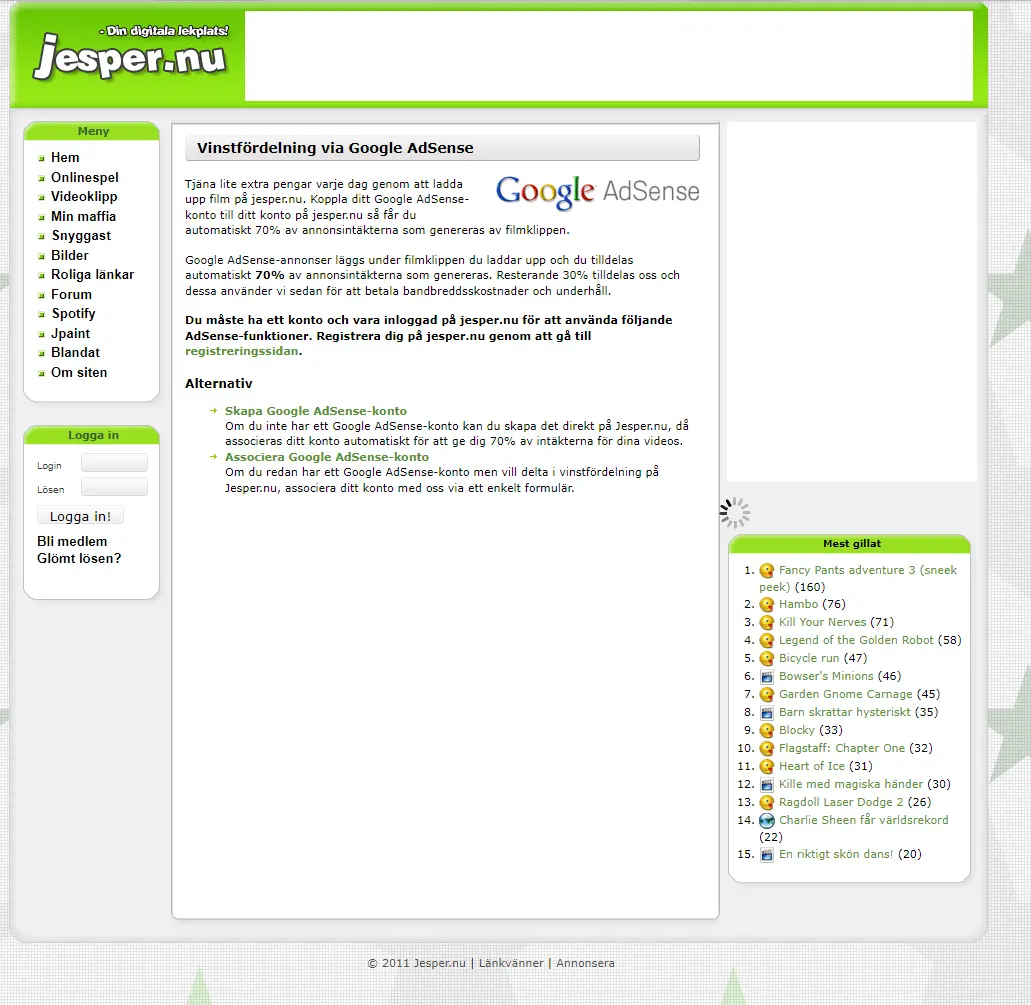 - Din digitala lekplats!
jesper.nu
Meny
Hem
Onlinespel
Videoklipp
Min maffia
Snyggast
Bilder
Roliga länkar
Forum
Spotify
Jpaint
Blandat
Om siten
Logga in
Login
Lösen
Logga in!
Bli medlem
Glömt lösen?
Vinstfördelning via Google AdSense
Google AdSense
Tjäna lite extra pengar varje dag genom att ladda
upp film på jesper.nu. Koppla ditt Google AdSense-
konto till ditt konto på jesper.nu så får du
automatiskt 70% av annonsintäkterna som genereras av filmklippen.
Google AdSense-annonser läggs under filmklippen du laddar upp och du tilldelas
automatiskt 70% av annonsintäkterna som genereras. Resterande 30% tilldelas oss och
dessa använder vi sedan för att betala bandbreddsskostnader och underhåll.
Du måste ha ett konto och vara inloggad på jesper.nu för att använda följande
AdSense-funktioner. Registrera dig på jesper.nu genom att gå till
registreringssidan.
Alternativ
Skapa Google AdSense-konto
Om du inte har ett Google AdSense-konto kan du skapa det direkt på Jesper.nu, då
associeras ditt konto automatiskt för att ge dig 70% av intäkterna för dina videos.
Associera Google AdSense-konto
Om du redan har ett Google AdSense-konto men vill delta i vinstfördelning på
Jesper.nu, associera ditt konto med oss via ett enkelt formulär.
Mest gillat
1. Fancy Pants adventure 3 (sneek
peek) (160)
2. Hambo (76)
3. Kill Your Nerves (71)
4. Legend of the Golden Robot (58)
5. Bicycle run (47)
6. Bowser's Minions (46)
7. Garden Gnome Carnage (45)
8. Barn skrattar hysteriskt (35)
9. Blocky (33)
10. Flagstaff: Chapter One (32)
11. Heart of Ice (31)
12. Kille med magiska händer (30)
13. Ragdoll Laser Dodge 2 (26)
14. Charlie Sheen får världsrekord
(22)
15. En riktigt skön dans! (20)
© 2011 Jesper.nu | Länkvänner | Annonsera